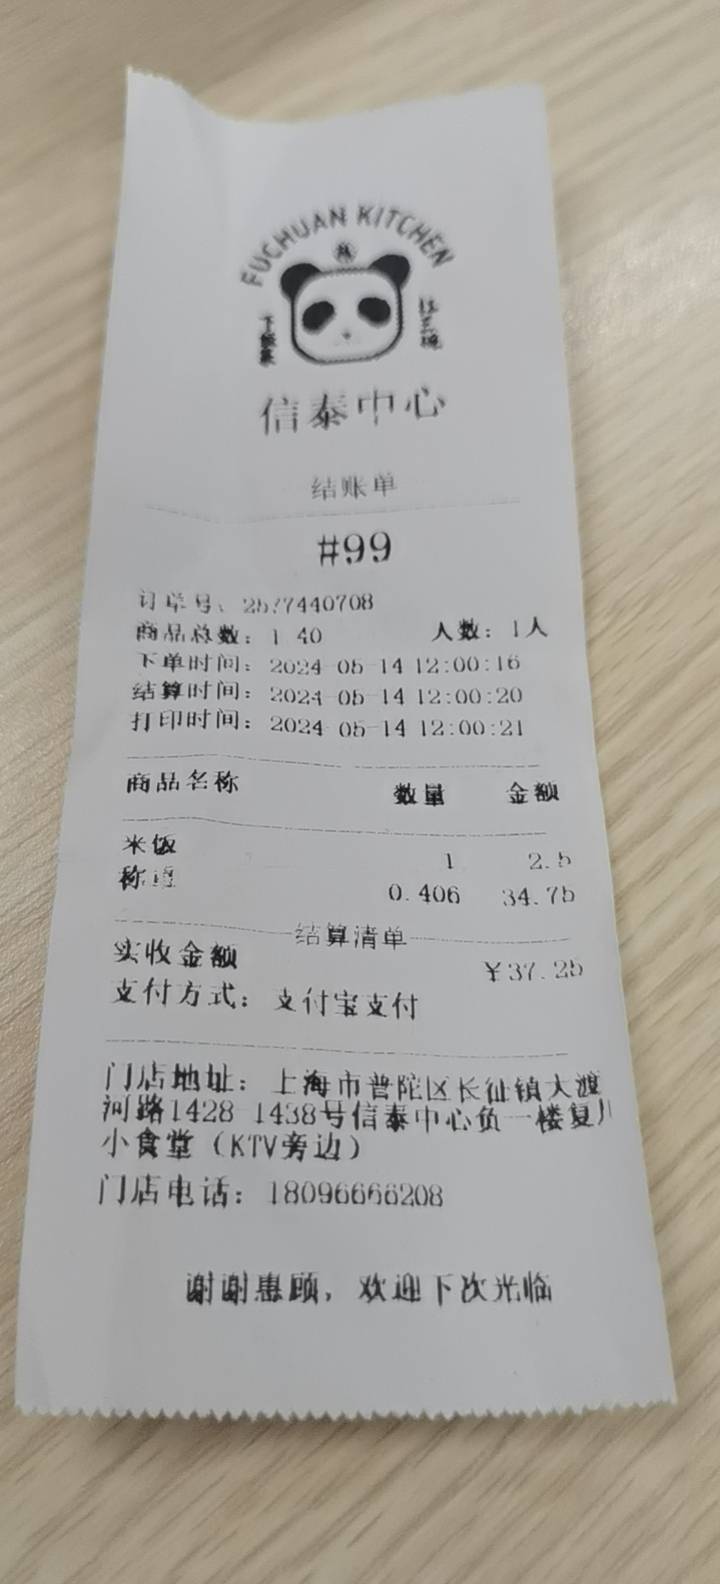 FUCHUAN KITCHEN
下饭菜
信泰中心
结账单
#99
订单号: 2577440708
商品总数: 1.40 人数: 1人
下单时间: 2024-05-14 12:00:16
结算时间: 2024-05-14 12:00:20
打印时间: 2024-05-14 12:00:21
商品名称 数量 金额
米饭 1 2.5
称重 0.406 34.75
结算清单
实收金额 ¥37.25
支付方式: 支付宝支付
门店地址: 上海市普陀区长征镇大渡
河路1428-1438号信泰中心负一楼复川
小食堂（KTV旁边）
门店电话: 18096666208
谢谢惠顾, 欢迎下次光临